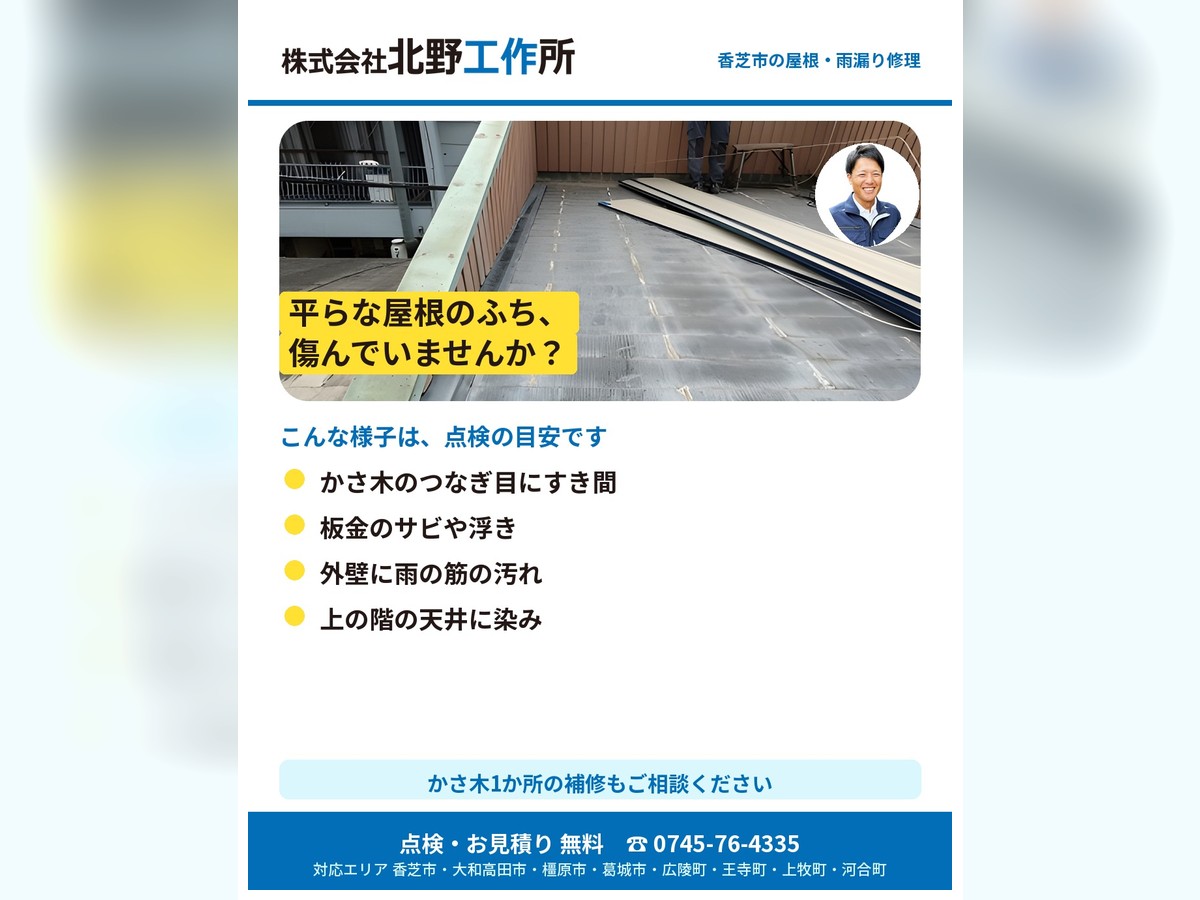 株式会社北野工作所
香芝市の屋根・雨漏り修理
平らな屋根のふち、
傷んでいませんか？
こんな様子は、点検の目安です
かさ木のつなぎ目にすき間
板金のサビや浮き
外壁に雨の筋の汚れ
上の階の天井に染み
かさ木1か所の補修もご相談ください
点検・お見積り 無料　☎ 0745-76-4335
対応エリア 香芝市・大和高田市・橿原市・葛城市・広陵町・王寺町・上牧町・河合町